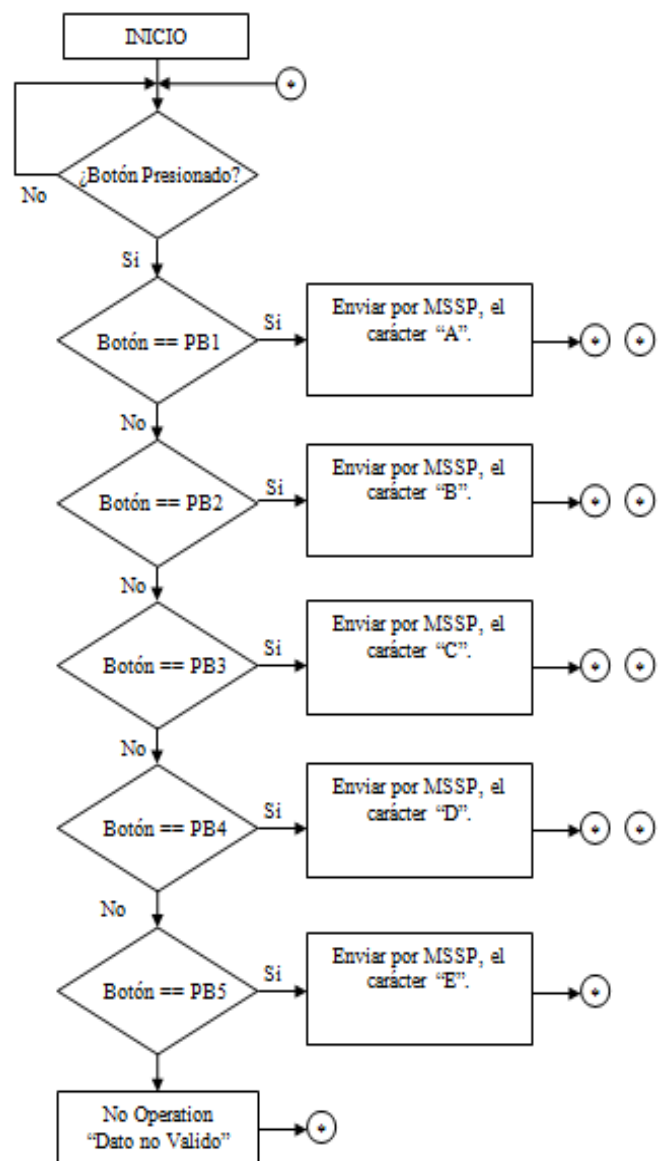 INICIO
*
¿Botón Presionado?
No
Si
Botón == PB1
Si
Enviar por MSSP, el
carácter “A”.
* *
No
Botón == PB2
Si
Enviar por MSSP, el
carácter “B”.
* *
No
Botón == PB3
Si
Enviar por MSSP, el
carácter “C”.
* *
No
Botón == PB4
Si
Enviar por MSSP, el
carácter “D”.
* *
No
Botón == PB5
Si
Enviar por MSSP, el
carácter “E”.
*
No Operation
“Dato no Valido”
*